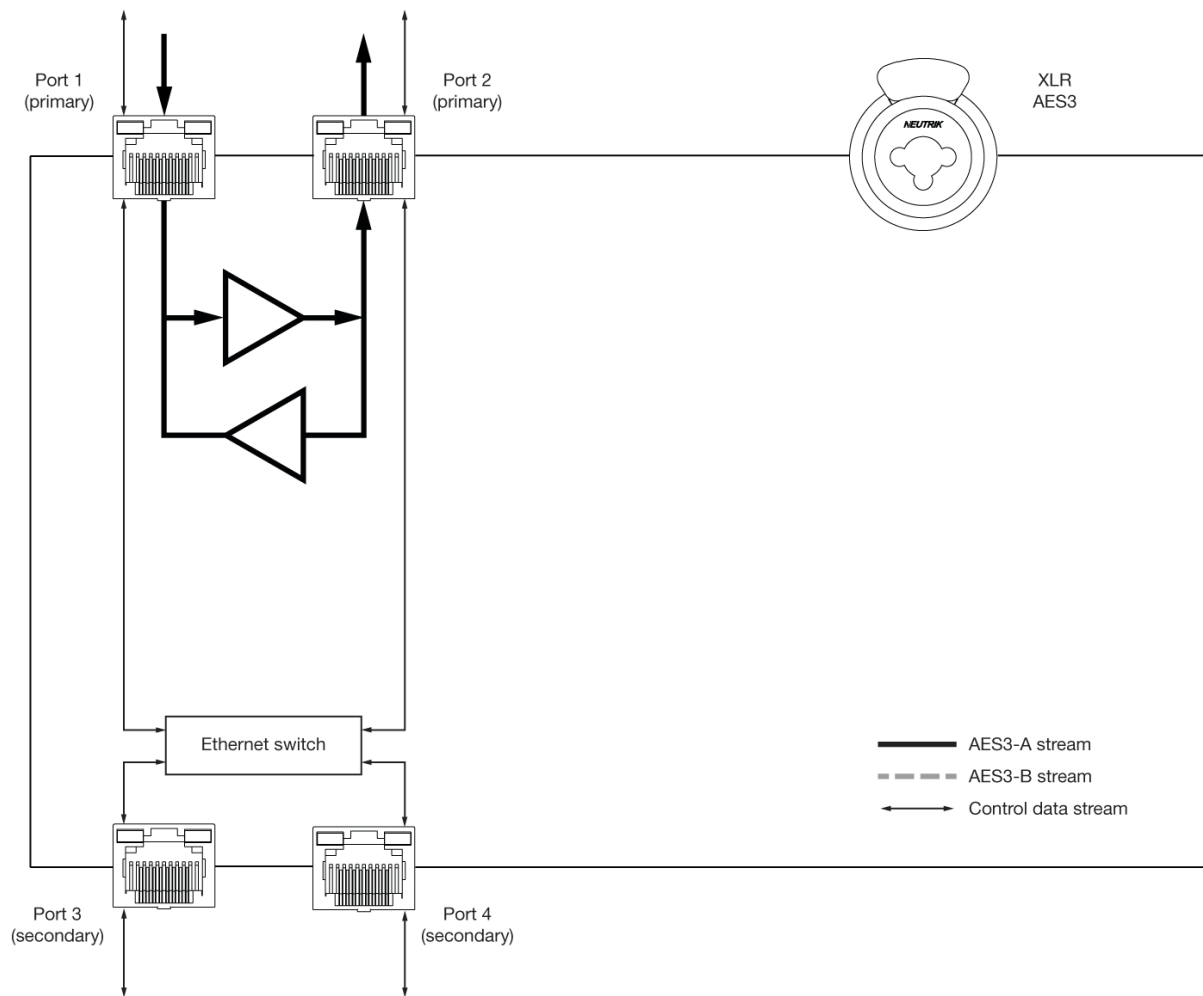 Port 1
(primary)
Port 2
(primary)
XLR
AES3
NEUTRIK
Ethernet switch
AES3-A stream
AES3-B stream
Control data stream
Port 3
(secondary)
Port 4
(secondary)